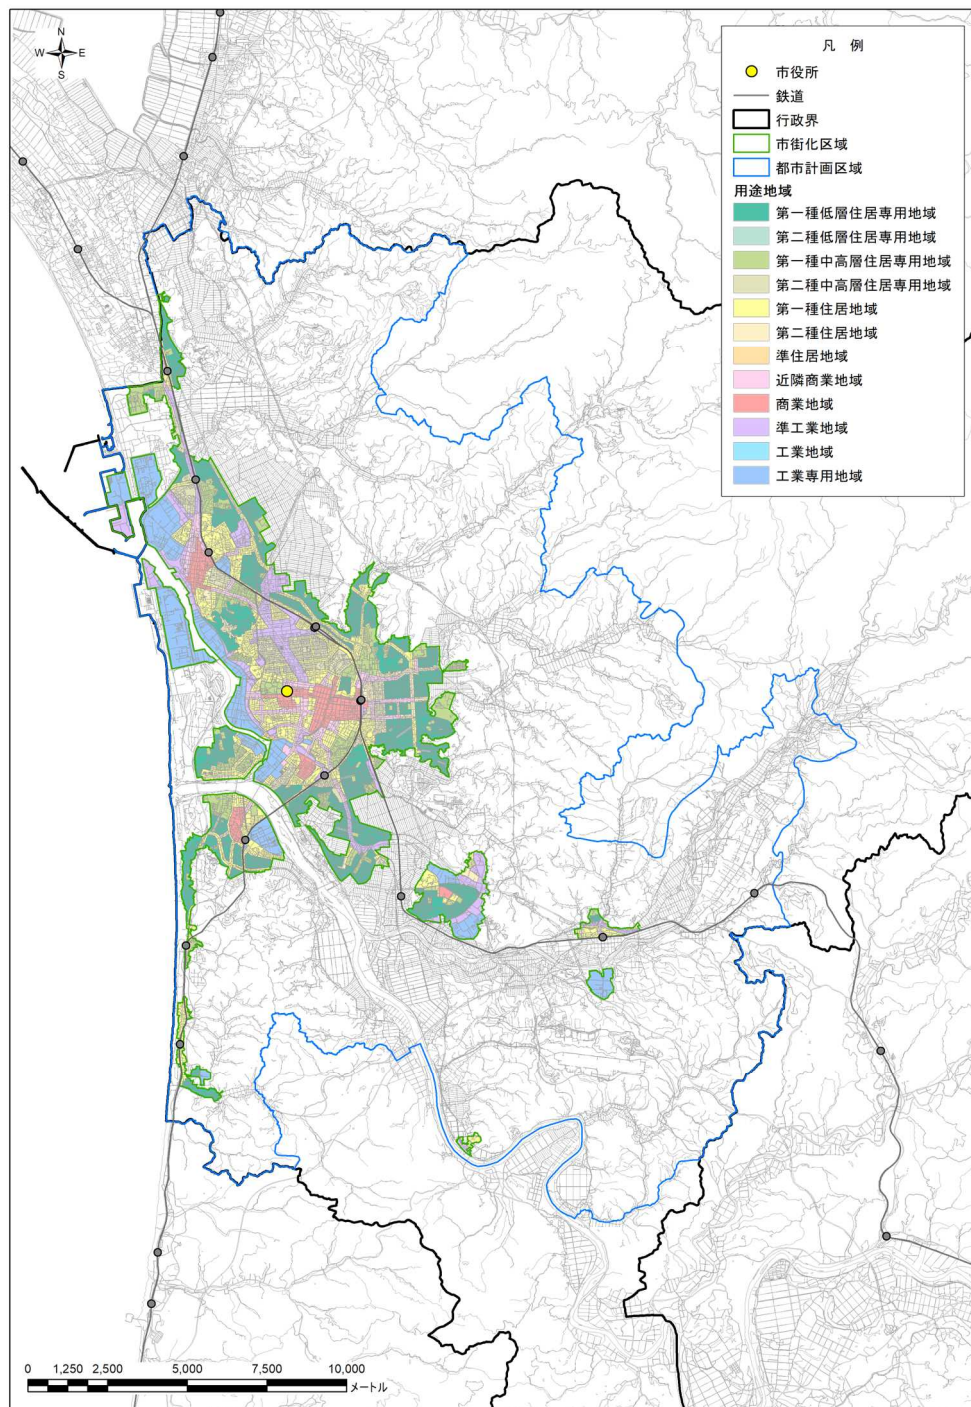 N
W E
S
凡 例
市役所
鉄道
行政界
市街化区域
都市計画区域
用途地域
第一種低層住居専用地域
第二種低層住居専用地域
第一種中高層住居専用地域
第二種中高層住居専用地域
第一種住居地域
第二種住居地域
準住居地域
近隣商業地域
商業地域
準工業地域
工業地域
工業専用地域
0 1,250 2,500 5,000 7,500 10,000
メートル